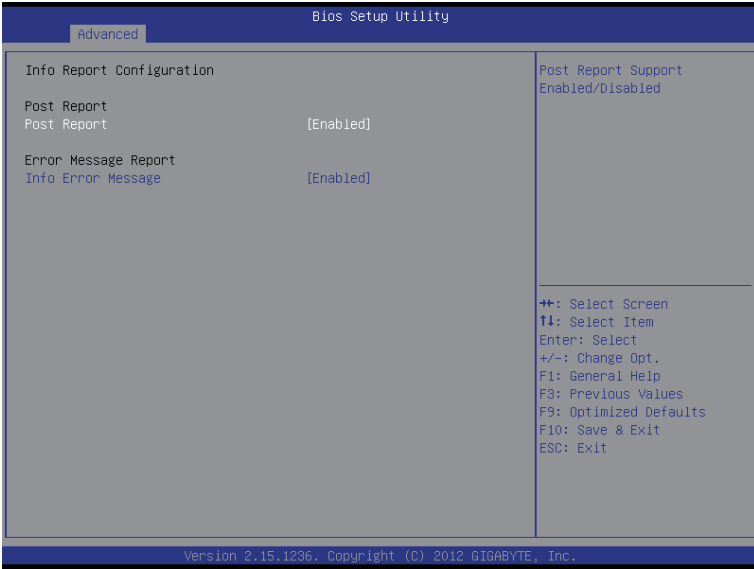 Bios Setup Utility
Advanced
Info Report Configuration
Post Report
Post Report [Enabled]
Error Message Report
Info Error Message [Enabled]
Post Report Support
Enabled/Disabled
→←: Select Screen
↑↓: Select Item
Enter: Select
+/-: Change Opt.
F1: General Help
F3: Previous Values
F9: Optimized Defaults
F10: Save & Exit
ESC: Exit
Version 2.15.1236. Copyright (C) 2012 GIGABYTE, Inc.